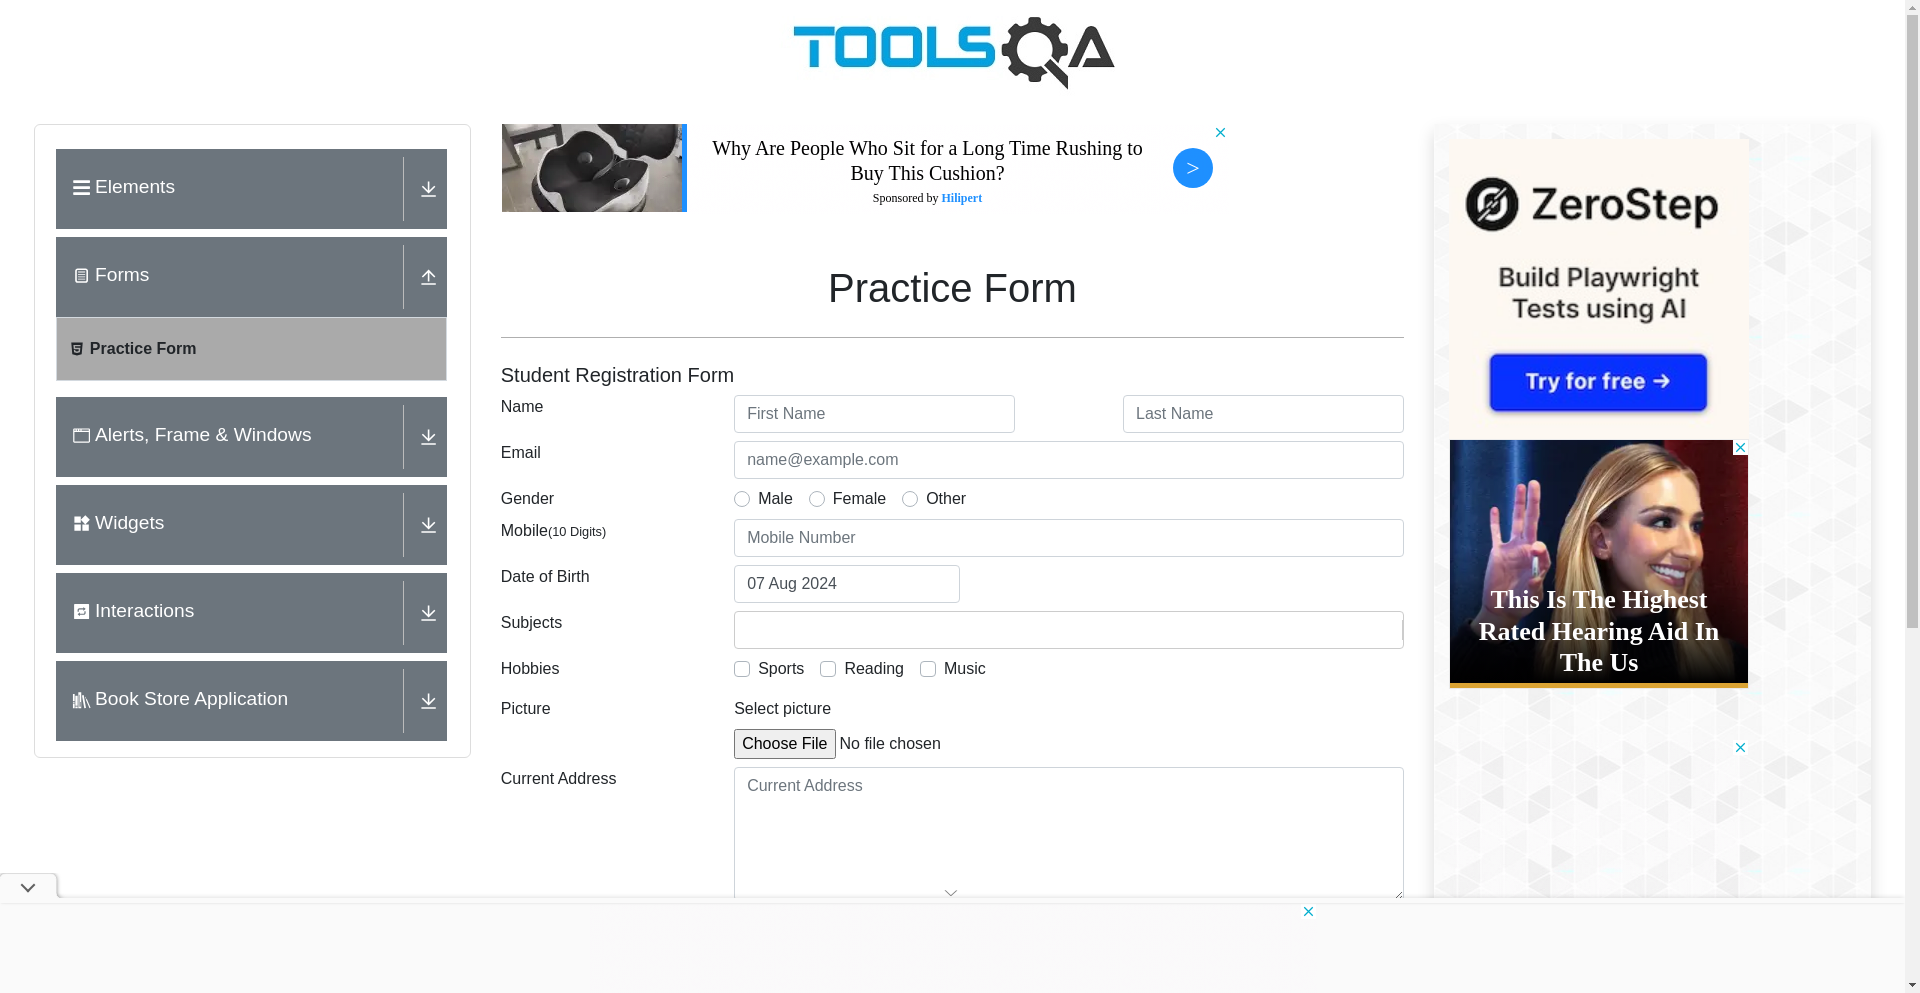 TOOLSQA
Elements
Forms
Practice Form
Alerts, Frame & Windows
Widgets
Interactions
Book Store Application
Why Are People Who Sit for a Long Time Rushing to
Buy This Cushion?
Sponsored by Hilipert
>
Practice Form
Student Registration Form
Name
First Name
Last Name
Email
name@example.com
Gender
Male
Female
Other
Mobile(10 Digits)
Mobile Number
Date of Birth
07 Aug 2024
Subjects
Hobbies
Sports
Reading
Music
Picture
Select picture
Choose File No file chosen
Current Address
Current Address
ZeroStep
Build Playwright
Tests using AI
Try for free →
This Is The Highest
Rated Hearing Aid In
The Us